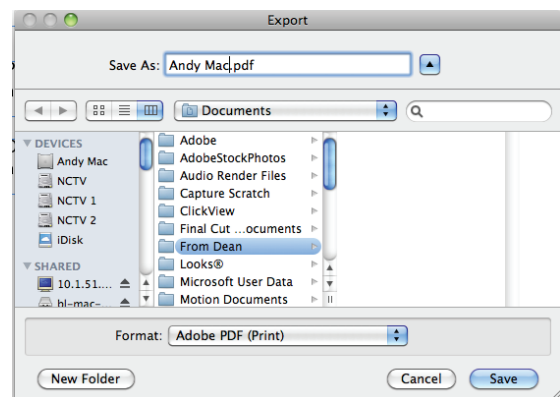 Export
Save As: Andy Mac.pdf
Documents
DEVICES
Andy Mac
NCTV
NCTV 1
NCTV 2
iDisk
SHARED
10.1.51....
bl-mac-...
Adobe
AdobeStockPhotos
Audio Render Files
Capture Scratch
ClickView
Final Cut ...ocuments
From Dean
Looks®
Microsoft User Data
Motion Documents
Format: Adobe PDF (Print)
New Folder Cancel Save